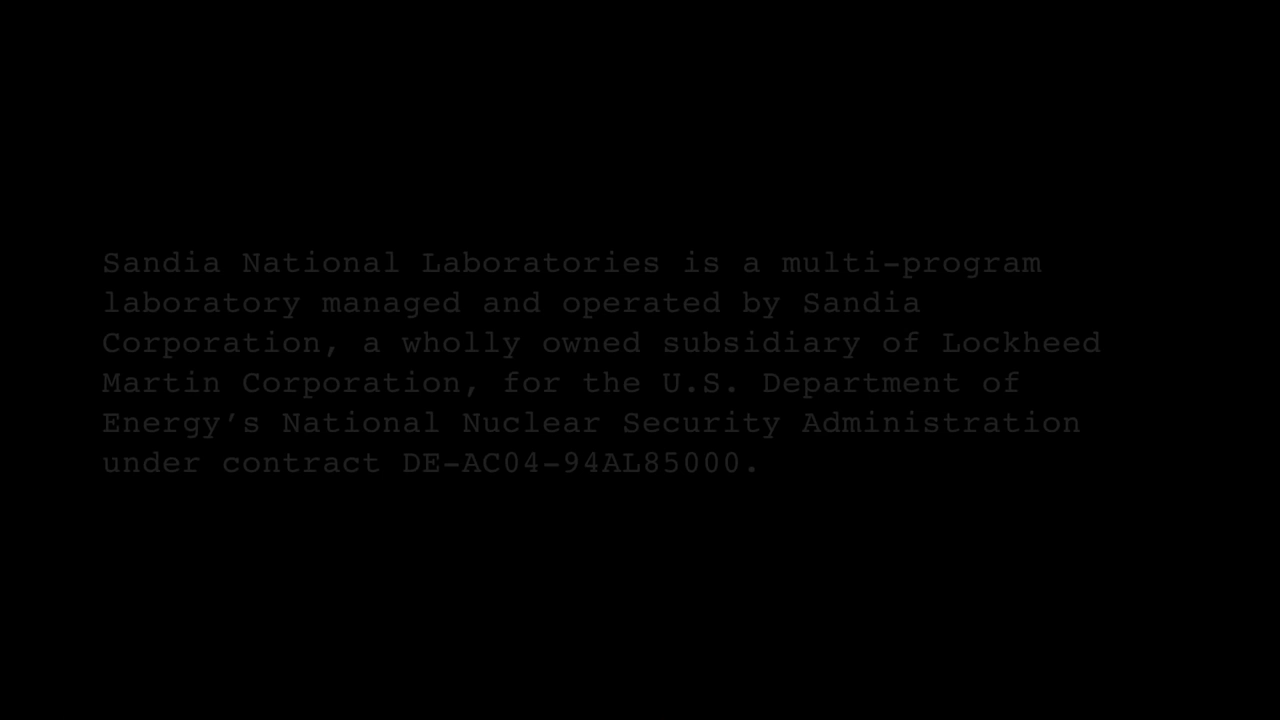 Sandia National Laboratories is a multi-program
laboratory managed and operated by Sandia
Corporation, a wholly owned subsidiary of Lockheed
Martin Corporation, for the U.S. Department of
Energy’s National Nuclear Security Administration
under contract DE-AC04-94AL85000.